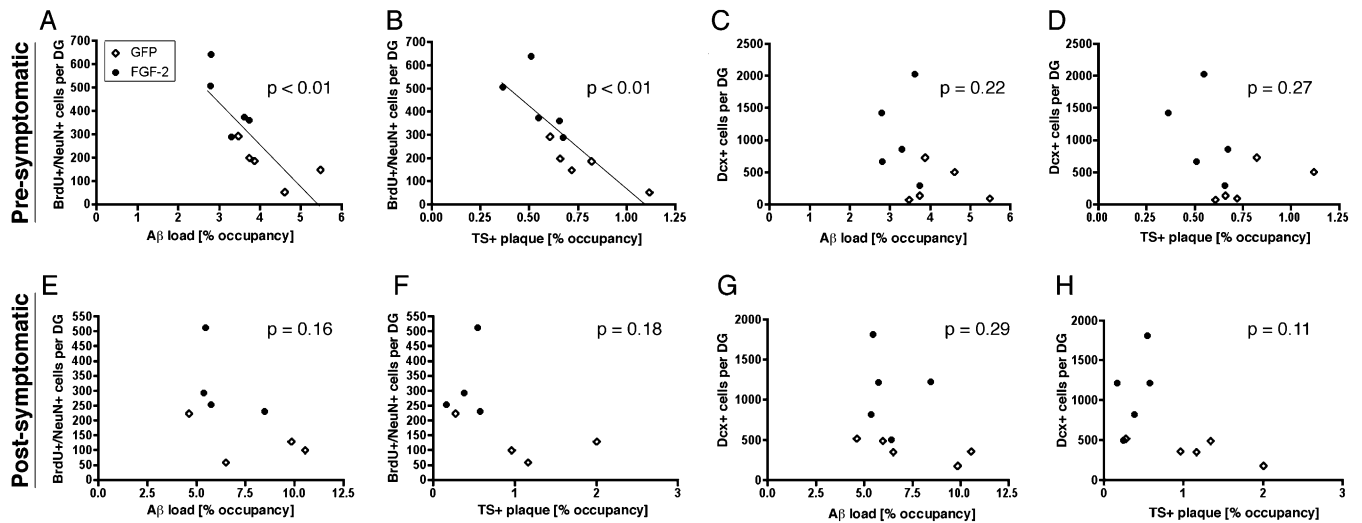 A
B
C
D
Pre-symptomatic
BrdU+/NeuN+ cells per DG
700
600
500
400
300
200
100
0
GFP
FGF-2
p < 0.01
0 1 2 3 4 5 6
Aβ load [% occupancy]
BrdU+/NeuN+ cells per DG
700
600
500
400
300
200
100
0
p < 0.01
0.00 0.25 0.50 0.75 1.00 1.25
TS+ plaque [% occupancy]
Dcx+ cells per DG
2500
2000
1500
1000
500
0
p = 0.22
0 1 2 3 4 5 6
Aβ load [% occupancy]
Dcx+ cells per DG
2500
2000
1500
1000
500
0
p = 0.27
0.00 0.25 0.50 0.75 1.00 1.25
TS+ plaque [% occupancy]
E
F
G
H
Post-symptomatic
BrdU+/NeuN+ cells per DG
550
500
450
400
350
300
250
200
150
100
50
0
p = 0.16
0.0 2.5 5.0 7.5 10.0 12.5
Aβ load [% occupancy]
BrdU+/NeuN+ cells per DG
550
500
450
400
350
300
250
200
150
100
50
0
p = 0.18
0 1 2 3
TS+ plaque [% occupancy]
Dcx+ cells per DG
2000
1500
1000
500
0
p = 0.29
0.0 2.5 5.0 7.5 10.0 12.5
Aβ load [% occupancy]
Dcx+ cells per DG
2000
1500
1000
500
0
p = 0.11
0 1 2 3
TS+ plaque [% occupancy]